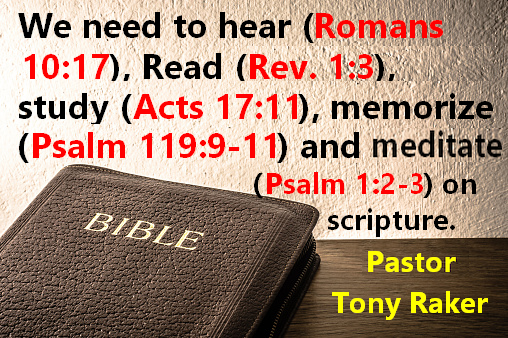 We need to hear (Romans
10:17), Read (Rev. 1:3),
study (Acts 17:11), memorize
(Psalm 119:9-11) and meditate
(Psalm 1:2-3) on
scripture.
BIBLE
Pastor
Tony Raker